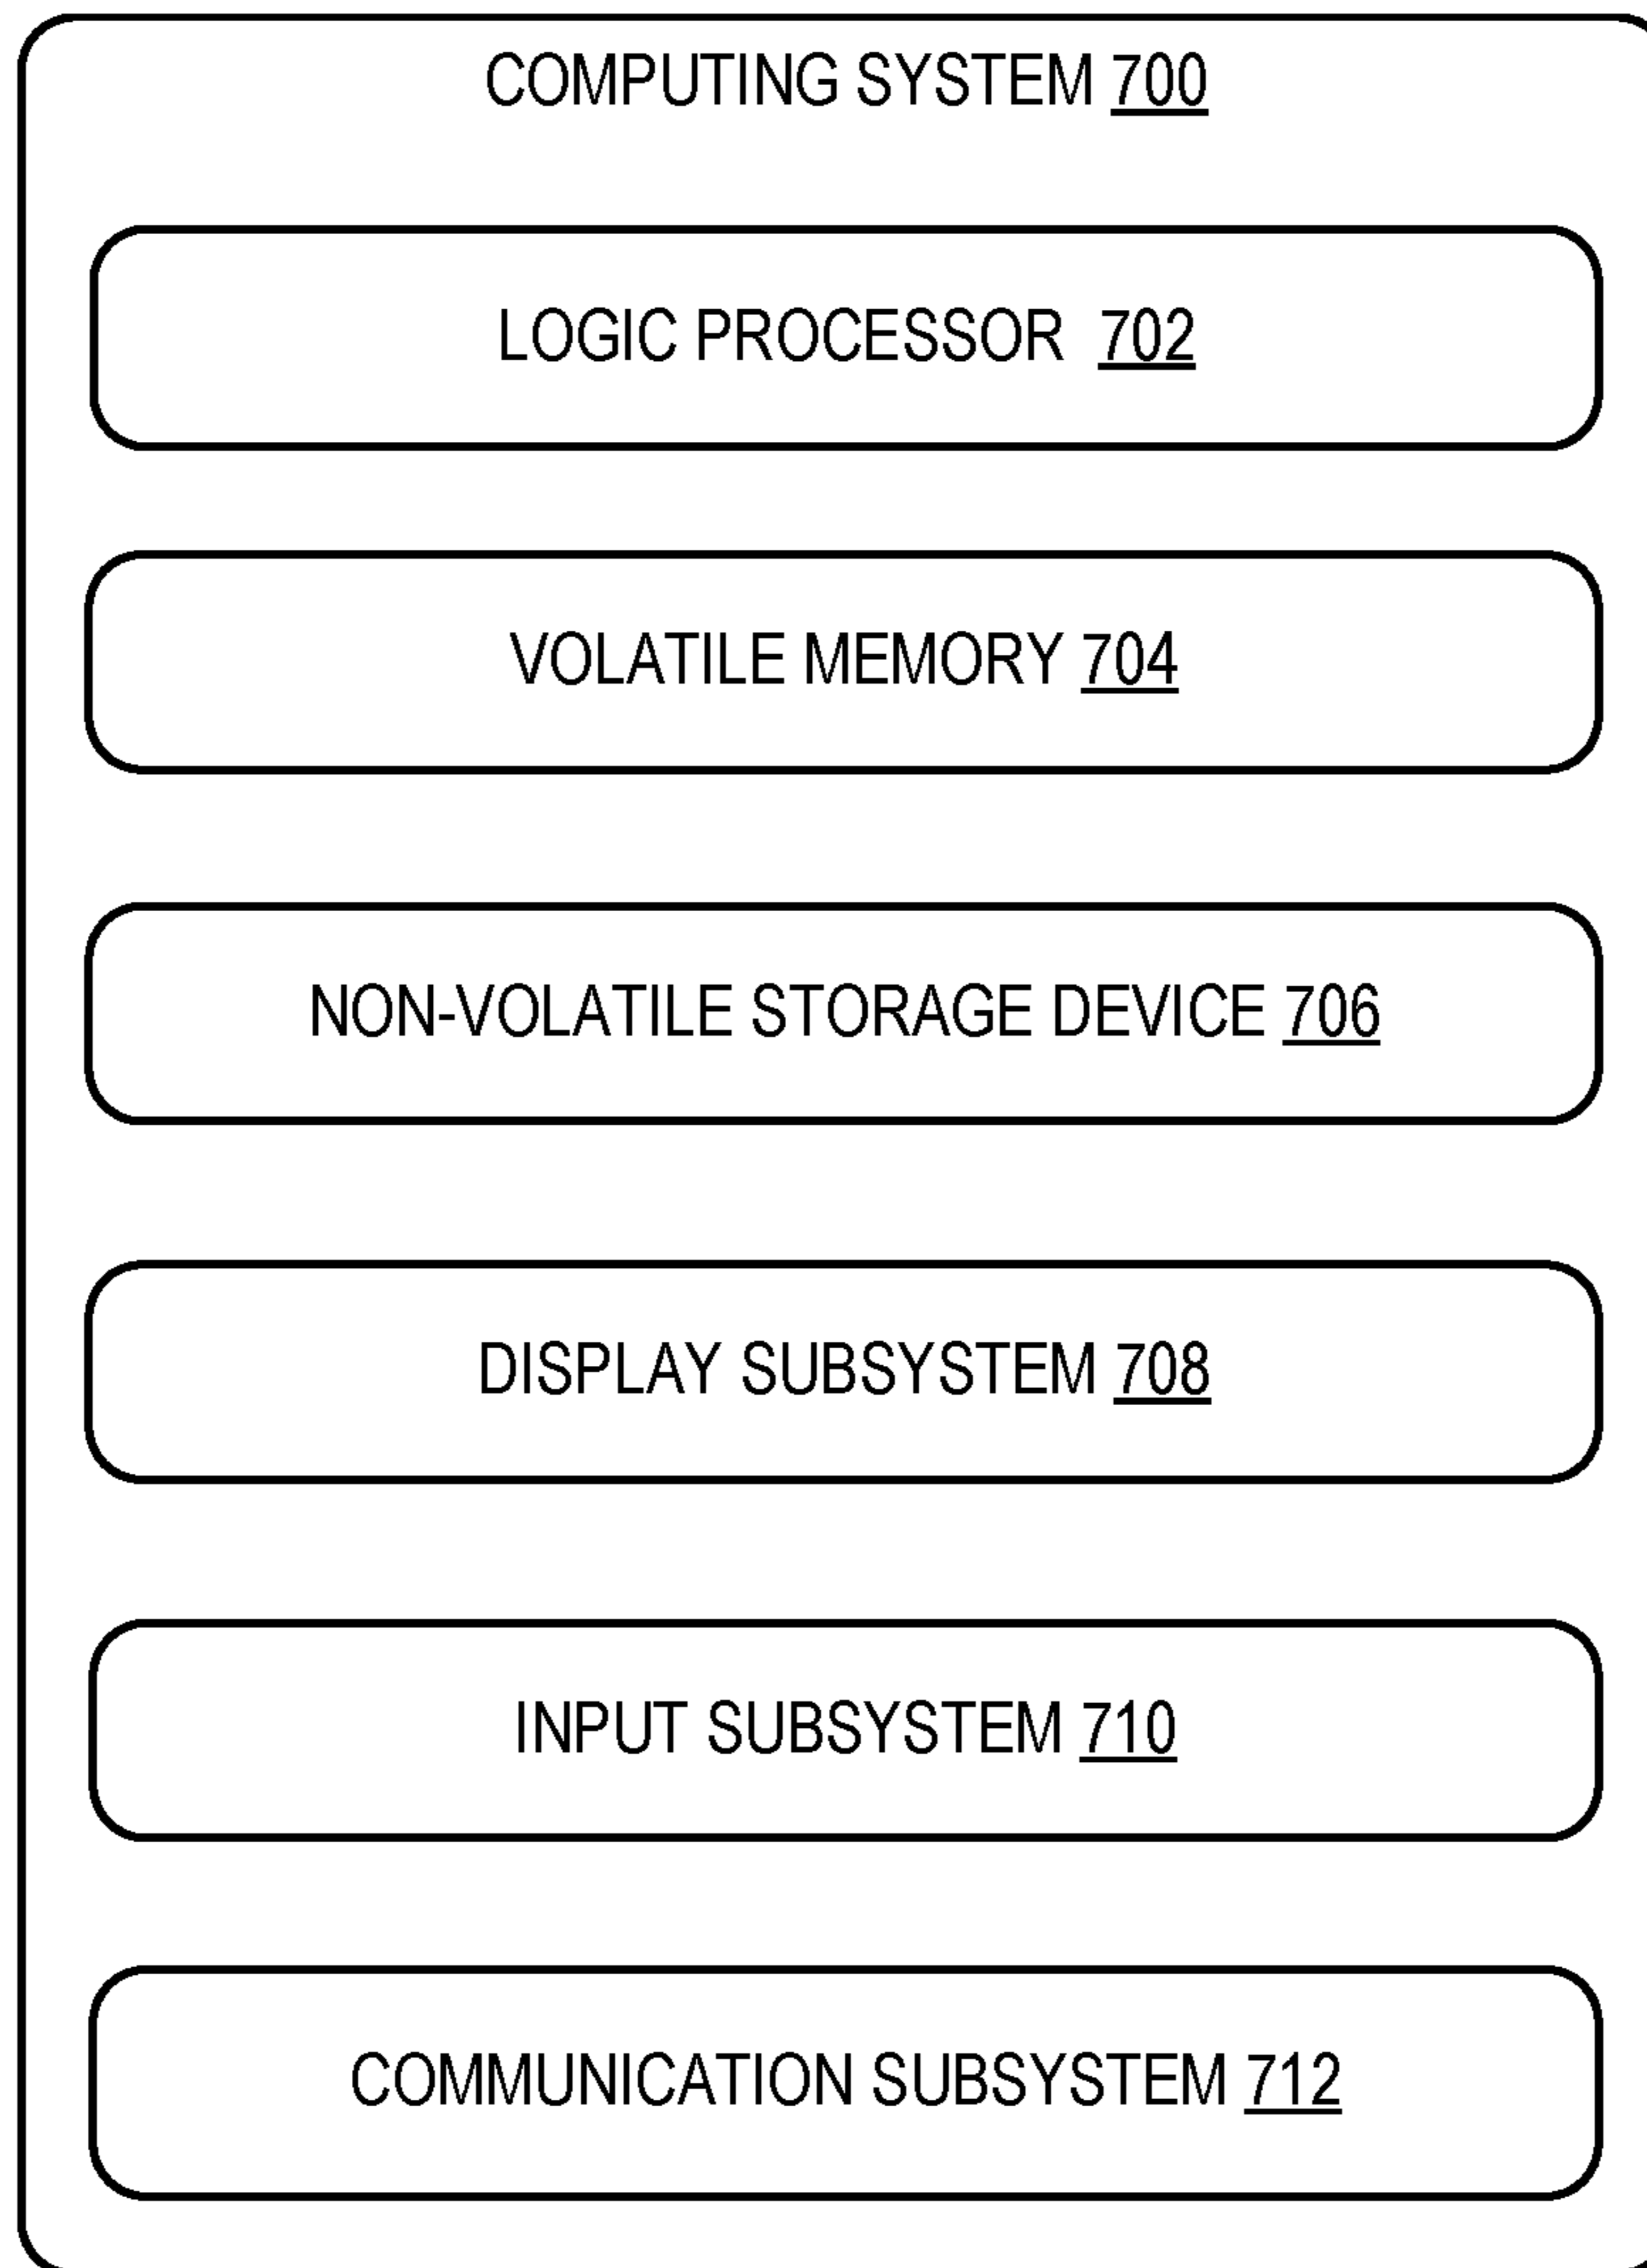 COMPUTING SYSTEM 700
LOGIC PROCESSOR 702
VOLATILE MEMORY 704
NON-VOLATILE STORAGE DEVICE 706
DISPLAY SUBSYSTEM 708
INPUT SUBSYSTEM 710
COMMUNICATION SUBSYSTEM 712